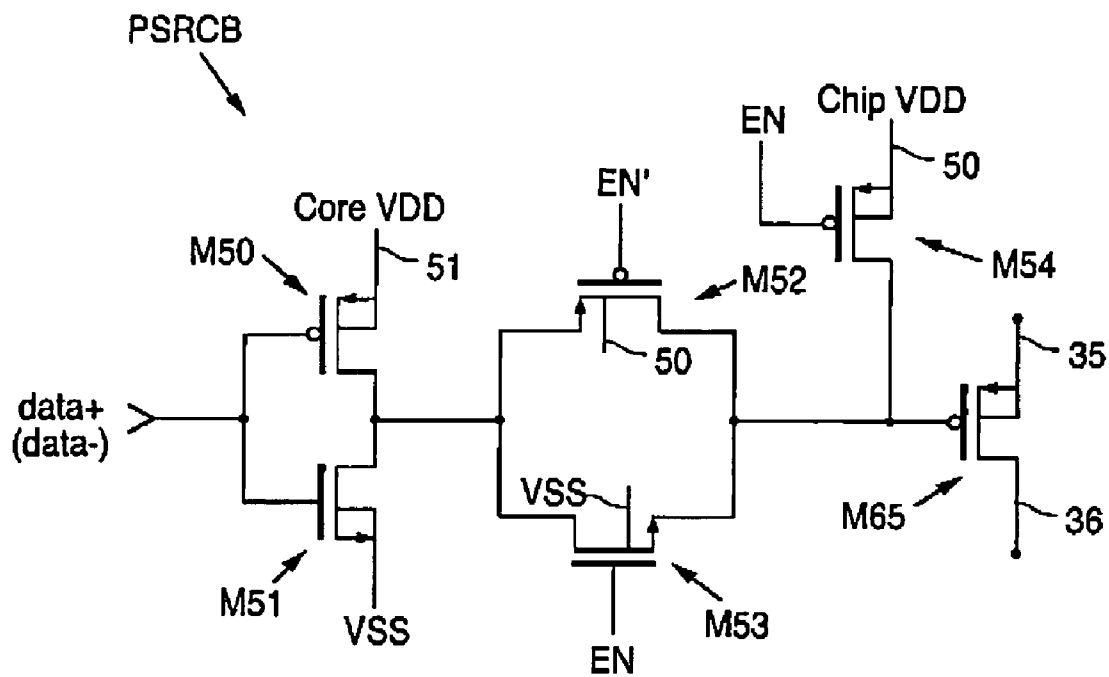 PSRCB
Chip VDD
EN
50
EN'
Core VDD
M50
51
M52
M54
50
35
data+
(data-)
VSS
M65
36
M51
M53
VSS
EN